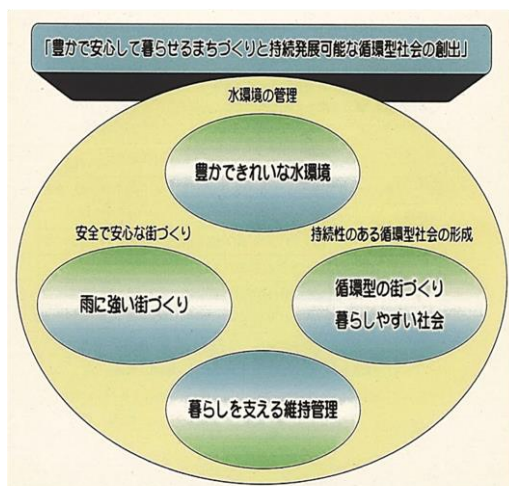 「豊かで安心して暮らせるまちづくりと持続発展可能な循環型社会の創出」
水環境の管理
豊かできれいな水環境
安全で安心な街づくり
雨に強い街づくり
持続性のある循環型社会の形成
循環型の街づくり
暮らしやすい社会
暮らしを支える維持管理